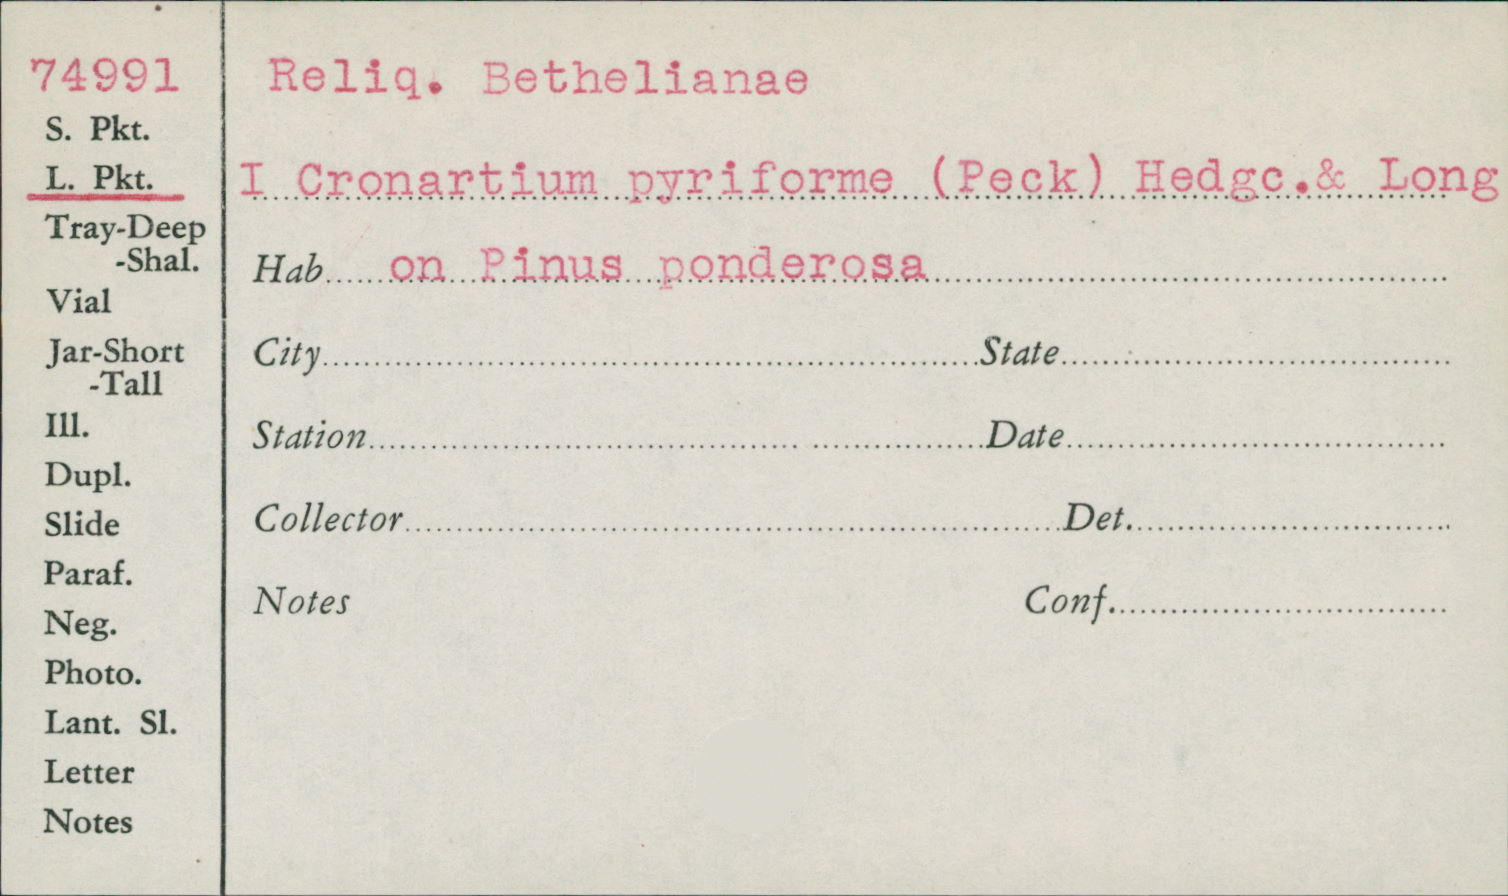 74991
S. Pkt.
L. Pkt.
Tray-Deep
-Shal.
Vial
Jar-Short
-Tall
Ill.
Dupl.
Slide
Paraf.
Neg.
Photo.
Lant. Sl.
Letter
Notes
Reliq. Bethelianae
I Cronartium pyriforme (Peck) Hedgc.& Long
Hab on Pinus ponderosa
City State
Station Date
Collector Det.
Notes Conf.